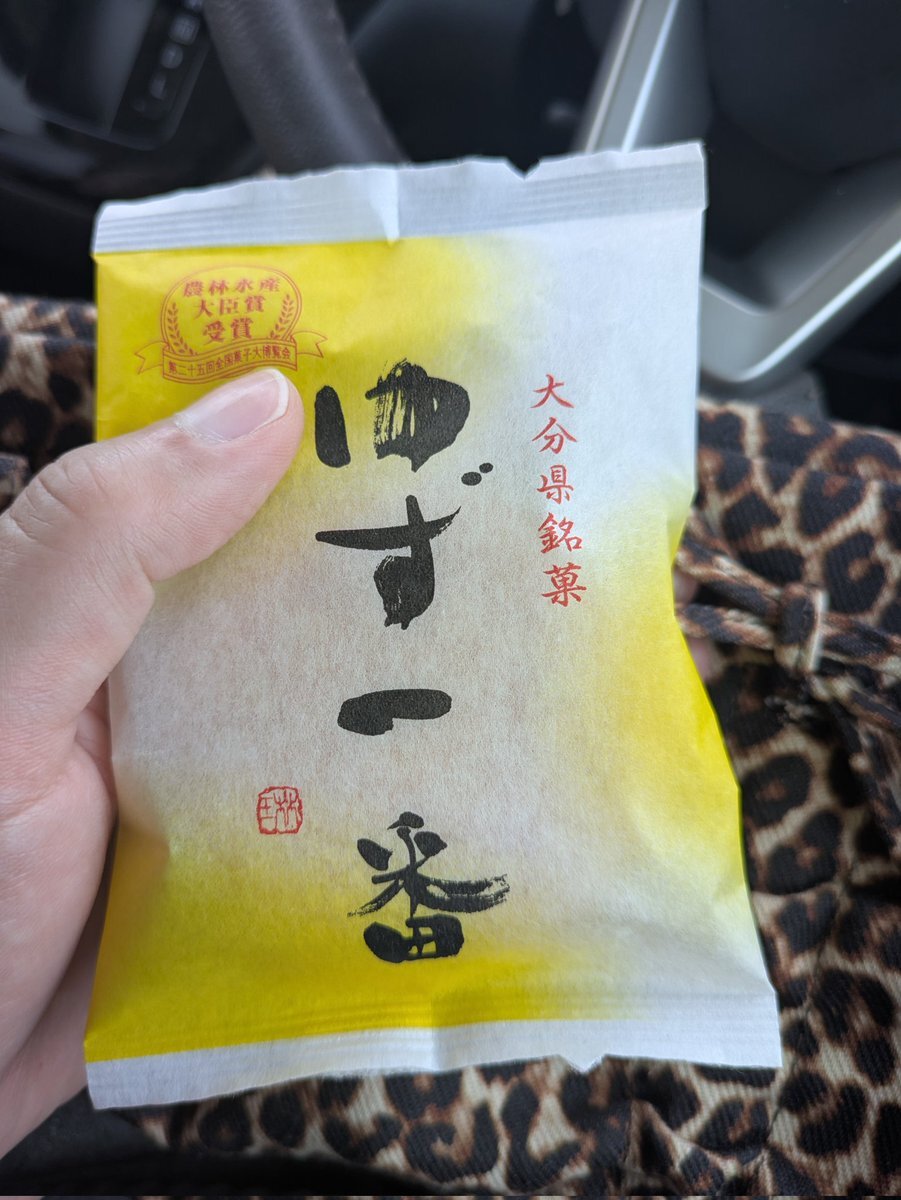 農林水産
大臣賞
受賞
第二十五回全国菓子大博覧会
大分県銘菓
ゆず一番